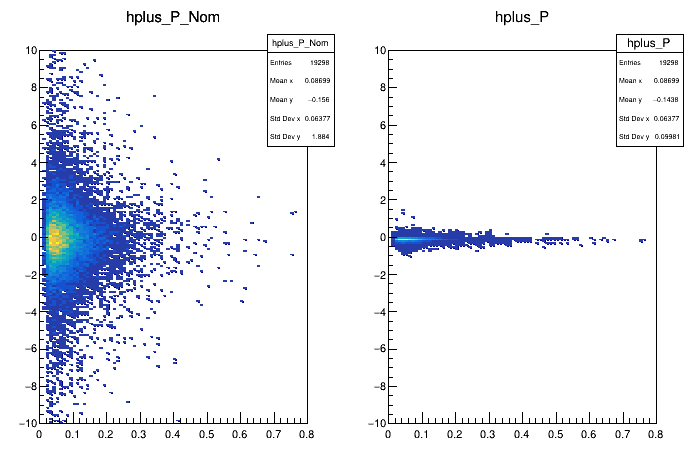 hplus_P_Nom
hplus_P_Nom
Entries 19298
Mean x 0.08699
Mean y −0.156
Std Dev x 0.06377
Std Dev y 1.884
10
8
6
4
2
0
−2
−4
−6
−8
−10
0 0.1 0.2 0.3 0.4 0.5 0.6 0.7 0.8
hplus_P
hplus_P
Entries 19298
Mean x 0.08699
Mean y −0.1438
Std Dev x 0.06377
Std Dev y 0.09981
10
8
6
4
2
0
−2
−4
−6
−8
−10
0 0.1 0.2 0.3 0.4 0.5 0.6 0.7 0.8